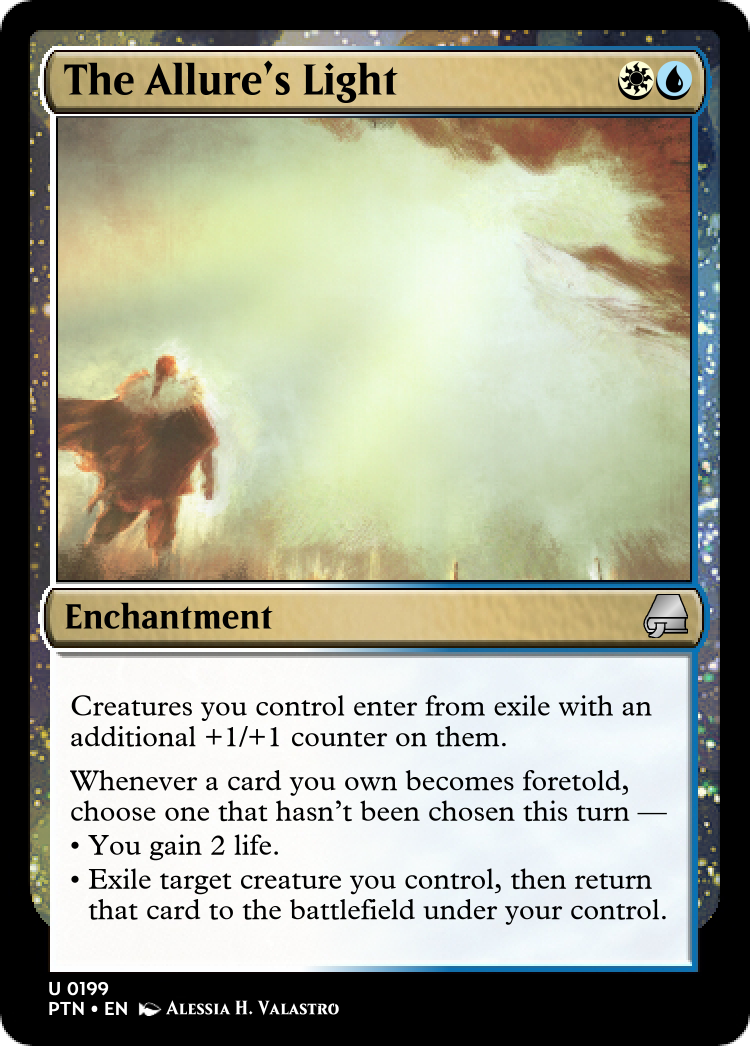 The Allure's Light
Enchantment
Creatures you control enter from exile with an
additional +1/+1 counter on them.
Whenever a card you own becomes foretold,
choose one that hasn't been chosen this turn —
• You gain 2 life.
• Exile target creature you control, then return
that card to the battlefield under your control.
U 0199
PTN • EN Alessia H. Valastro